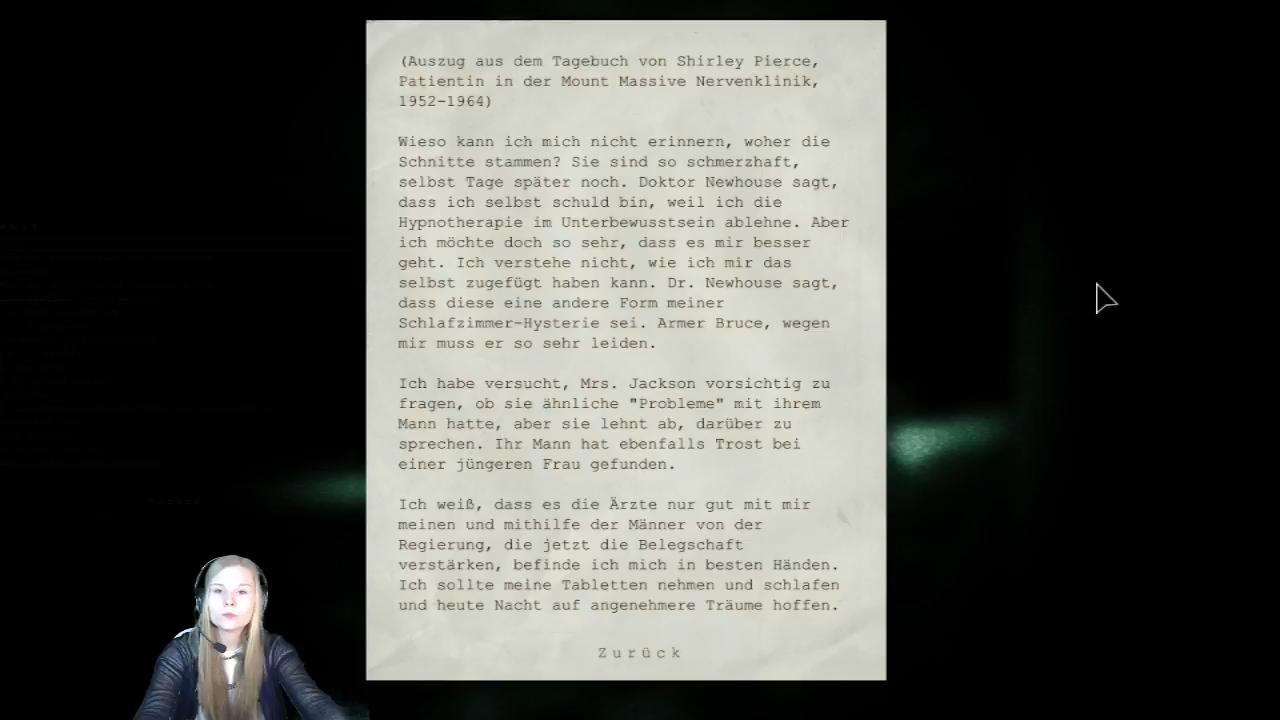 (Auszug aus dem Tagebuch von Shirley Pierce,
Patientin in der Mount Massive Nervenklinik,
1952-1964)
Wieso kann ich mich nicht erinnern, woher die
Schnitte stammen? Sie sind so schmerzhaft,
selbst Tage später noch. Doktor Newhouse sagt,
dass ich selbst schuld bin, weil ich die
Hypnotherapie im Unterbewusstsein ablehne. Aber
ich möchte doch so sehr, dass es mir besser
geht. Ich verstehe nicht, wie ich mir das
selbst zugefügt haben kann. Dr. Newhouse sagt,
dass diese eine andere Form meiner
Schlafzimmer-Hysterie sei. Armer Bruce, wegen
mir muss er so sehr leiden.
Ich habe versucht, Mrs. Jackson vorsichtig zu
fragen, ob sie ähnliche "Probleme" mit ihrem
Mann hatte, aber sie lehnt ab, darüber zu
sprechen. Ihr Mann hat ebenfalls Trost bei
einer jüngeren Frau gefunden.
Ich weiß, dass es die Ärzte nur gut mit mir
meinen und mithilfe der Männer von der
Regierung, die jetzt die Belegschaft
verstärken, befinde ich mich in besten Händen.
Ich sollte meine Tabletten nehmen und schlafen
und heute Nacht auf angenehmere Träume hoffen.
Zurück